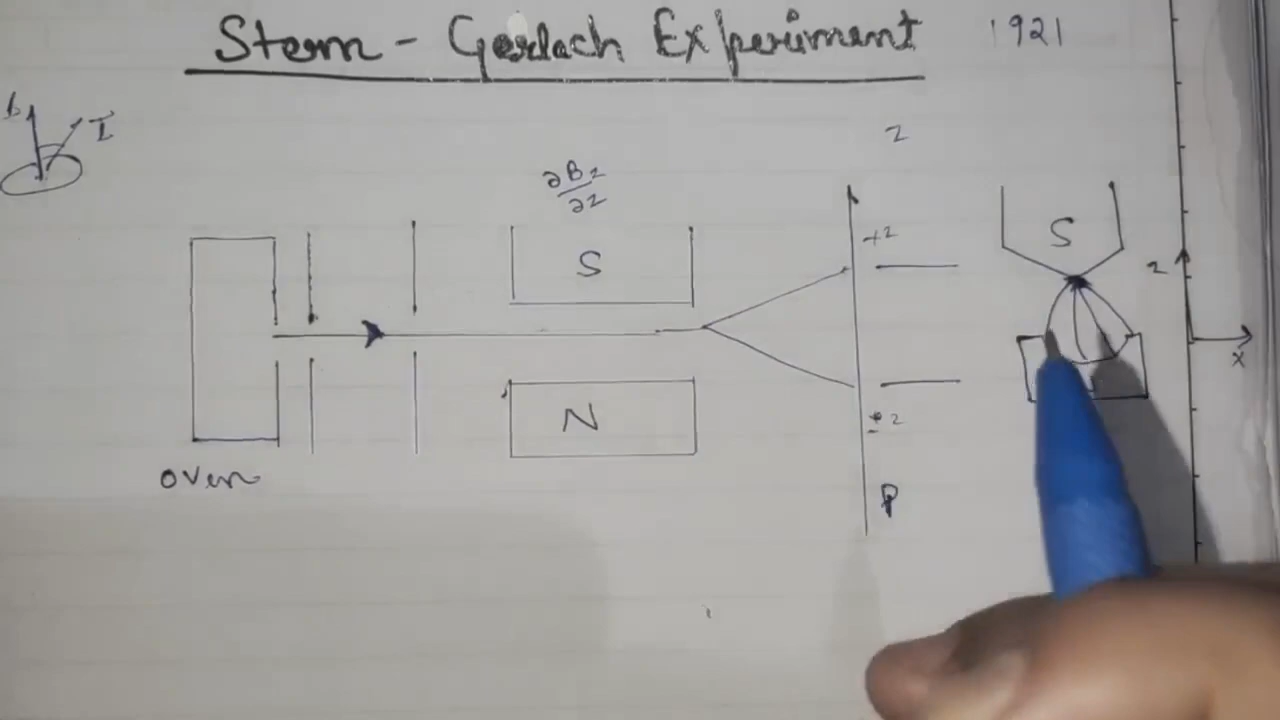 Stern - Gerlach Experiment 1921
z
L I
∂Bz
∂z
+z
S S
z
x
N
±z
oven
P